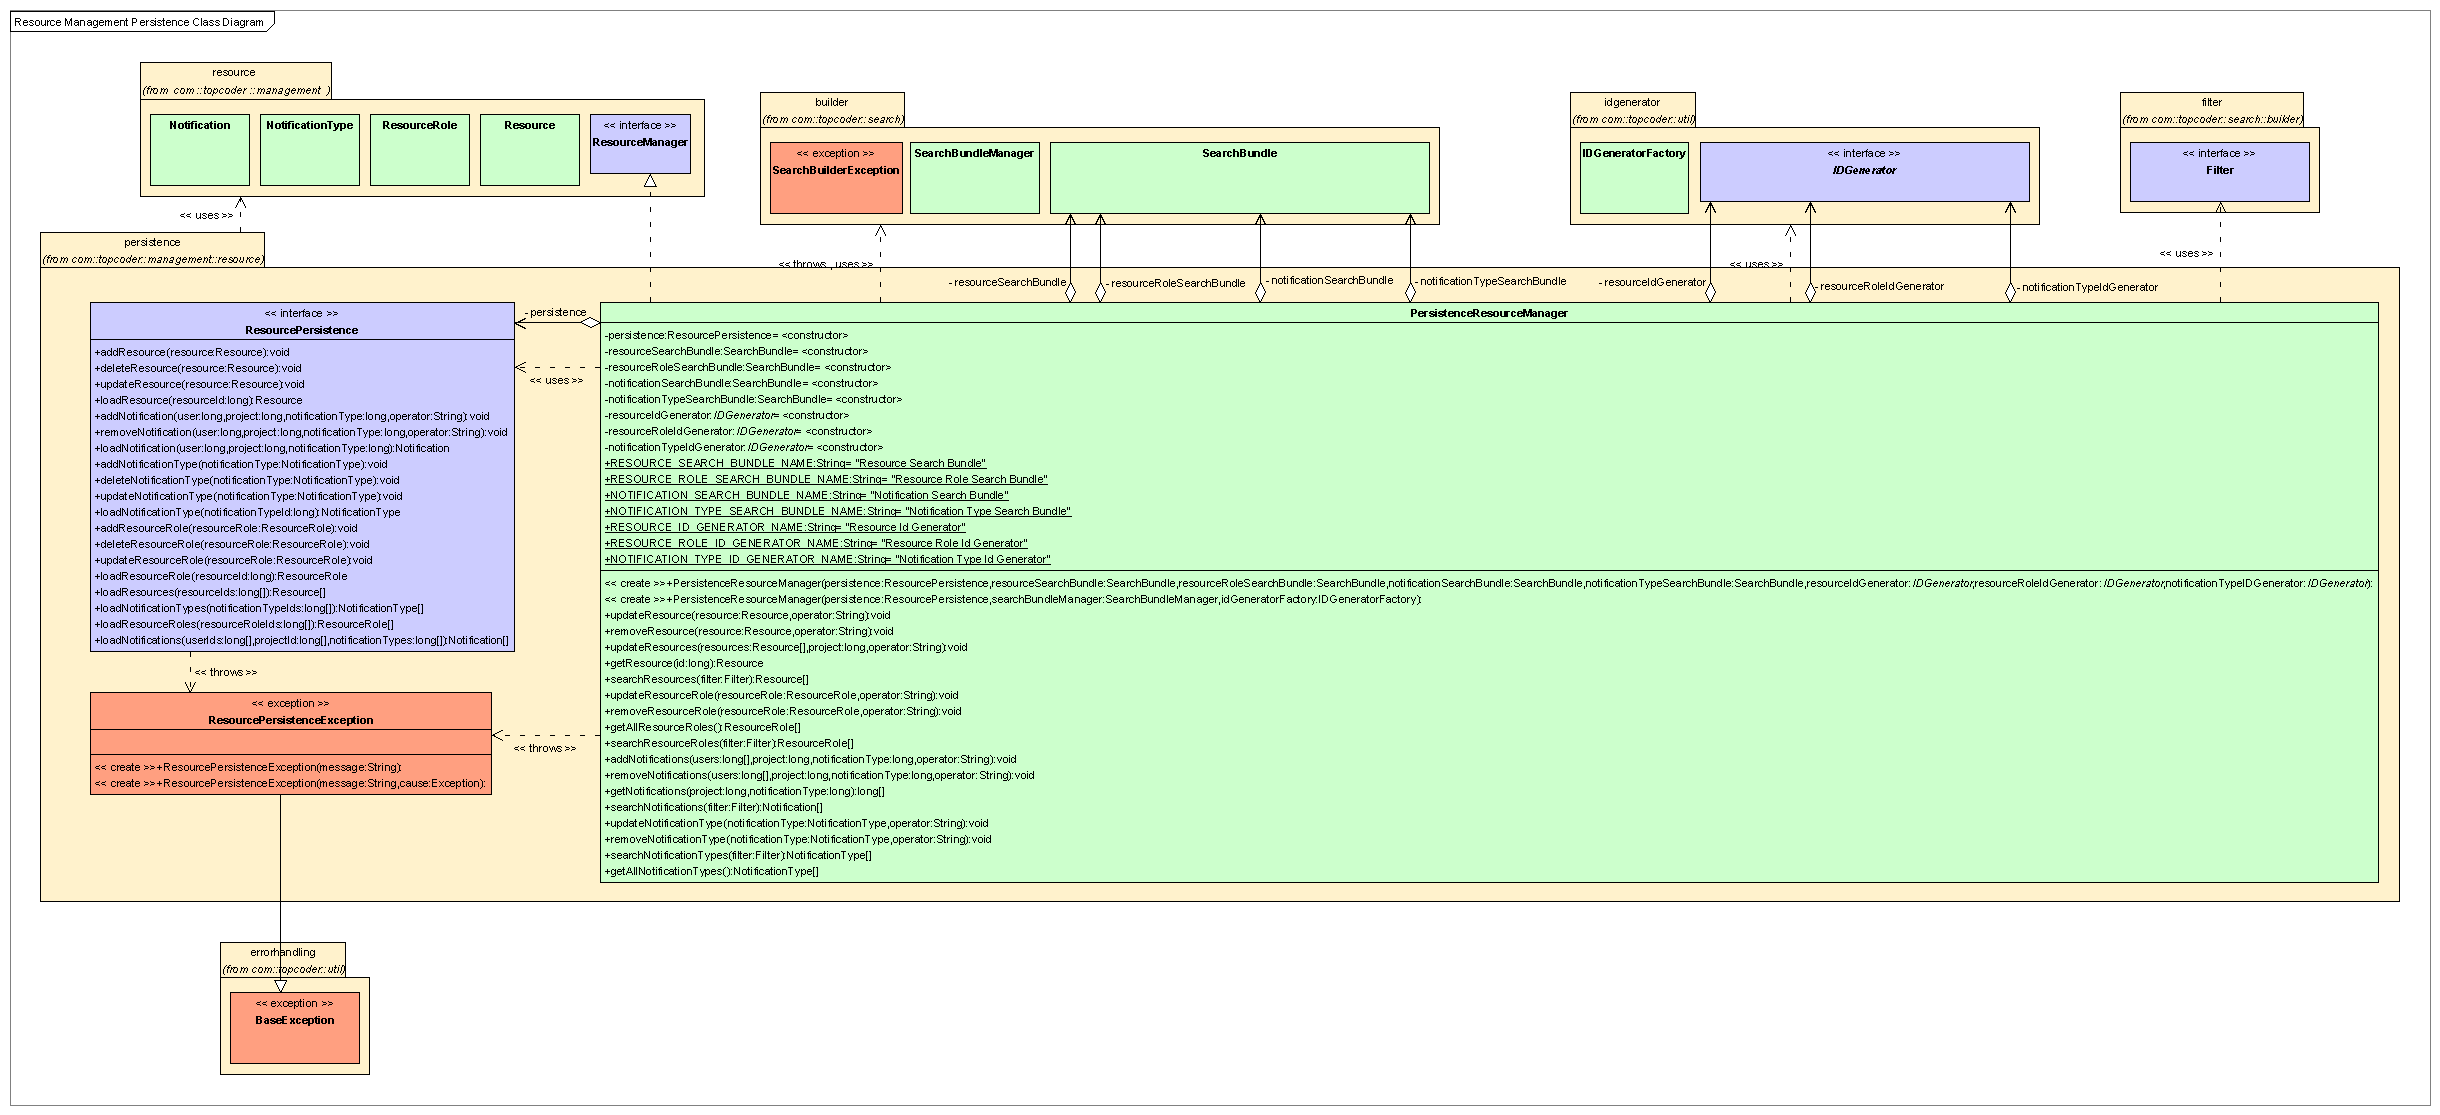 Resource Management Persistence Class Diagram
resource
(from com::topcoder::management )
Notification
NotificationType
ResourceRole
Resource
<< interface >>
ResourceManager
builder
(from com::topcoder::search)
<< exception >>
SearchBuilderException
SearchBundleManager
SearchBundle
idgenerator
(from com::topcoder::util)
IDGeneratorFactory
<< interface >>
IDGenerator
filter
(from com::topcoder::search::builder)
<< interface >>
Filter
<< uses >>
<< throws , uses >>
<< uses >>
<< uses >>
persistence
(from com::topcoder::management::resource)
- resourceSearchBundle
- resourceRoleSearchBundle
- notificationSearchBundle
- notificationTypeSearchBundle
- resourceIdGenerator
- resourceRoleIdGenerator
- notificationTypeIdGenerator
<< interface >>
ResourcePersistence
+addResource(resource:Resource):void
+deleteResource(resource:Resource):void
+updateResource(resource:Resource):void
+loadResource(resourceId:long):Resource
+addNotification(user:long,project:long,notificationType:long,operator:String):void
+removeNotification(user:long,project:long,notificationType:long,operator:String):void
+loadNotification(user:long,project:long,notificationType:long):Notification
+addNotificationType(notificationType:NotificationType):void
+deleteNotificationType(notificationType:NotificationType):void
+updateNotificationType(notificationType:NotificationType):void
+loadNotificationType(notificationTypeId:long):NotificationType
+addResourceRole(resourceRole:ResourceRole):void
+deleteResourceRole(resourceRole:ResourceRole):void
+updateResourceRole(resourceRole:ResourceRole):void
+loadResourceRole(resourceId:long):ResourceRole
+loadResources(resourceIds:long[]):Resource[]
+loadNotificationTypes(notificationTypeIds:long[]):NotificationType[]
+loadResourceRoles(resourceRoleIds:long[]):ResourceRole[]
+loadNotifications(userIds:long[],projectId:long[],notificationTypes:long[]):Notification[]
- persistence
<< uses >>
<< throws >>
<< throws >>
PersistenceResourceManager
-persistence:ResourcePersistence= <constructor>
-resourceSearchBundle:SearchBundle= <constructor>
-resourceRoleSearchBundle:SearchBundle= <constructor>
-notificationSearchBundle:SearchBundle= <constructor>
-notificationTypeSearchBundle:SearchBundle= <constructor>
-resourceIdGenerator:IDGenerator= <constructor>
-resourceRoleIdGenerator:IDGenerator= <constructor>
-notificationTypeIdGenerator:IDGenerator= <constructor>
+RESOURCE_SEARCH_BUNDLE_NAME:String= "Resource Search Bundle"
+RESOURCE_ROLE_SEARCH_BUNDLE_NAME:String= "Resource Role Search Bundle"
+NOTIFICATION_SEARCH_BUNDLE_NAME:String= "Notification Search Bundle"
+NOTIFICATION_TYPE_SEARCH_BUNDLE_NAME:String= "Notification Type Search Bundle"
+RESOURCE_ID_GENERATOR_NAME:String= "Resource Id Generator"
+RESOURCE_ROLE_ID_GENERATOR_NAME:String= "Resource Role Id Generator"
+NOTIFICATION_TYPE_ID_GENERATOR_NAME:String= "Notification Type Id Generator"
<< create >>+PersistenceResourceManager(persistence:ResourcePersistence,resourceSearchBundle:SearchBundle,resourceRoleSearchBundle:SearchBundle,notificationSearchBundle:SearchBundle,notificationTypeSearchBundle:SearchBundle,resourceIdGenerator:IDGenerator,resourceRoleIdGenerator:IDGenerator,notificationTypeIDGenerator:IDGenerator):
<< create >>+PersistenceResourceManager(persistence:ResourcePersistence,searchBundleManager:SearchBundleManager,idGeneratorFactory:IDGeneratorFactory):
+updateResource(resource:Resource,operator:String):void
+removeResource(resource:Resource,operator:String):void
+updateResources(resources:Resource[],project:long,operator:String):void
+getResource(id:long):Resource
+searchResources(filter:Filter):Resource[]
+updateResourceRole(resourceRole:ResourceRole,operator:String):void
+removeResourceRole(resourceRole:ResourceRole,operator:String):void
+getAllResourceRoles():ResourceRole[]
+searchResourceRoles(filter:Filter):ResourceRole[]
+addNotifications(users:long[],project:long,notificationType:long,operator:String):void
+removeNotifications(users:long[],project:long,notificationType:long,operator:String):void
+getNotifications(project:long,notificationType:long):long[]
+searchNotifications(filter:Filter):Notification[]
+updateNotificationType(notificationType:NotificationType,operator:String):void
+removeNotificationType(notificationType:NotificationType,operator:String):void
+searchNotificationTypes(filter:Filter):NotificationType[]
+getAllNotificationTypes():NotificationType[]
<< exception >>
ResourcePersistenceException
<< create >>+ResourcePersistenceException(message:String):
<< create >>+ResourcePersistenceException(message:String,cause:Exception):
errorhandling
(from com::topcoder::util)
<< exception >>
BaseException